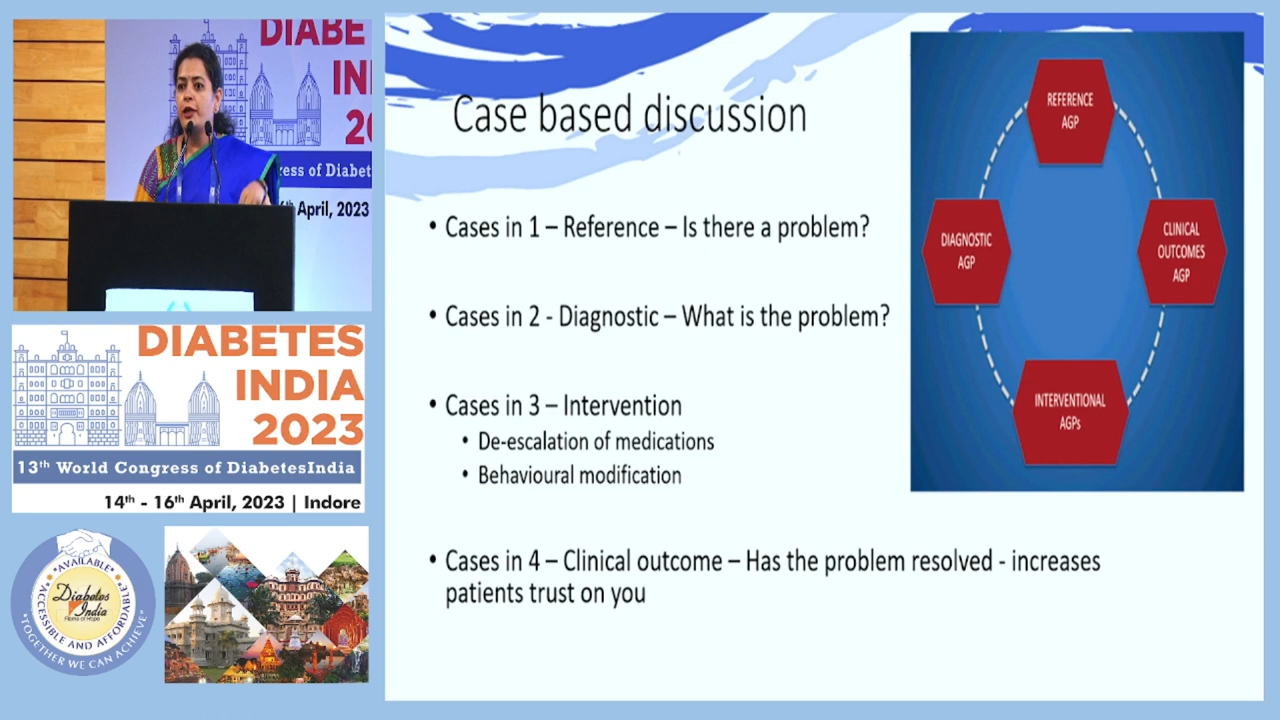 DIABE
IN
20
ress of Diabet
April, 2023
DIABETES
INDIA
2023
13th World Congress of DiabetesIndia
14th - 16th April, 2023 | Indore
"AVAILABLE"
ACCESSIBLE AND AFFORDABLE
"TOGETHER WE CAN ACHIEVE"
Diabetes
India
Case based discussion
• Cases in 1 – Reference – Is there a problem?
• Cases in 2 - Diagnostic – What is the problem?
• Cases in 3 – Intervention
• De-escalation of medications
• Behavioural modification
• Cases in 4 – Clinical outcome – Has the problem resolved - increases
patients trust on you
REFERENCE
AGP
DIAGNOSTIC
AGP
CLINICAL
OUTCOMES
AGP
INTERVENTIONAL
AGPs